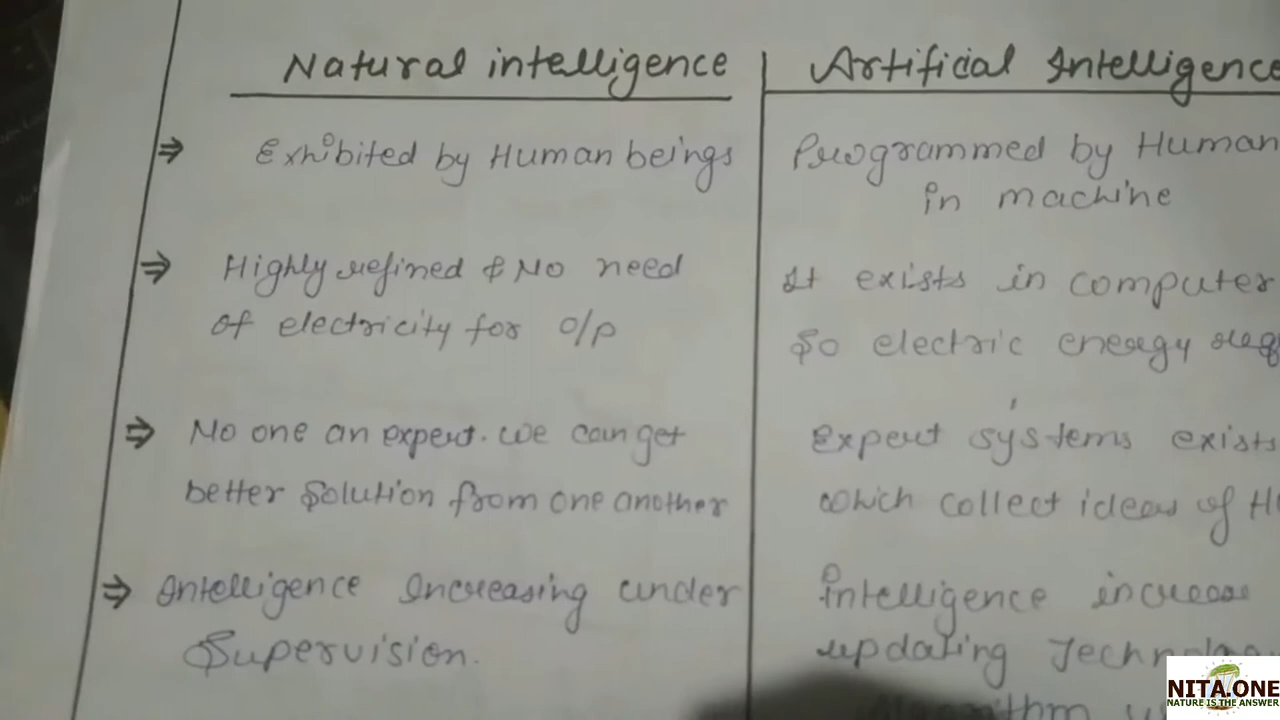 Natural intelligence
Exhibited by Human beings
Highly refined & No need
of electricity for o/p
No one an expert. we can get
better solution from one another
Intelligence Increasing under
Supervision.
Artificial Intelligence
Programmed by Human
in machine
It exists in computer
So electric energy req
Expert systems exists
which collect ideas of H
intelligence increase
updating Technolog
NITA.ONE
NATURE IS THE ANSWER